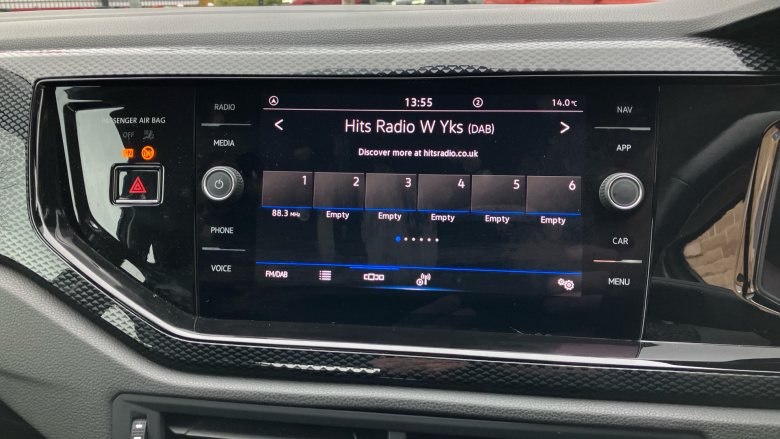 RADIO
MEDIA
PHONE
VOICE
PASSENGER AIR BAG
OFF
ON
A 13:55 2 14.0 °C
< Hits Radio W Yks (DAB) >
Discover more at hitsradio.co.uk
1 2 3 4 5 6
88.3 MHz Empty Empty Empty Empty Empty
FM/DAB
NAV
APP
CAR
MENU